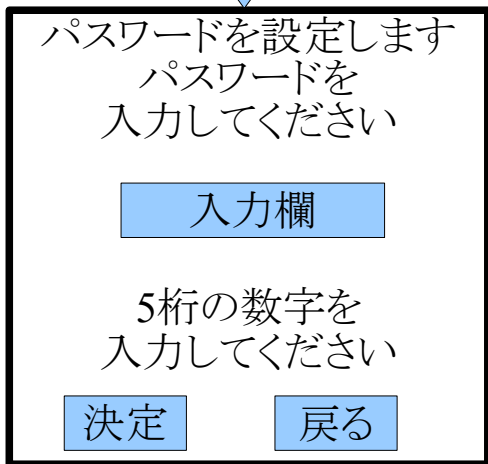 パスワードを設定します
パスワードを
入力してください
入力欄
5桁の数字を
入力してください
決定
戻る